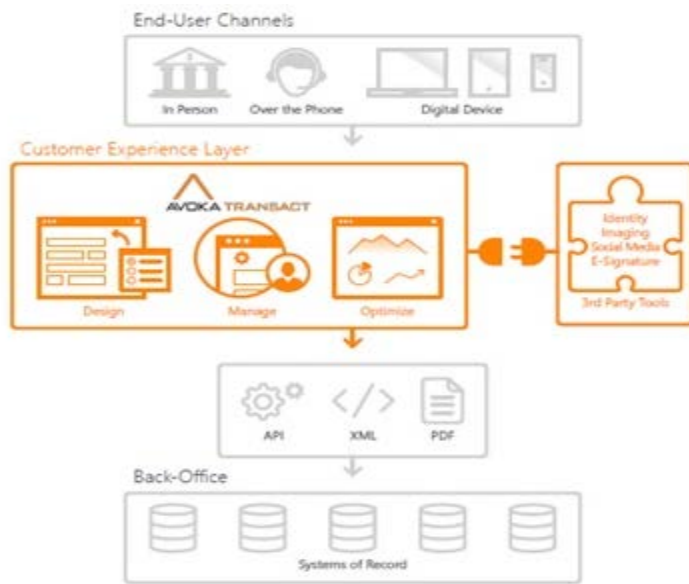 End-User Channels
In Person
Over the Phone
Digital Device
Customer Experience Layer
AVOKA TRANSACT
Design
Manage
Optimize
Identity
Imaging
Social Media
E-Signature
3rd Party Tools
API
XML
PDF
Back-Office
Systems of Record